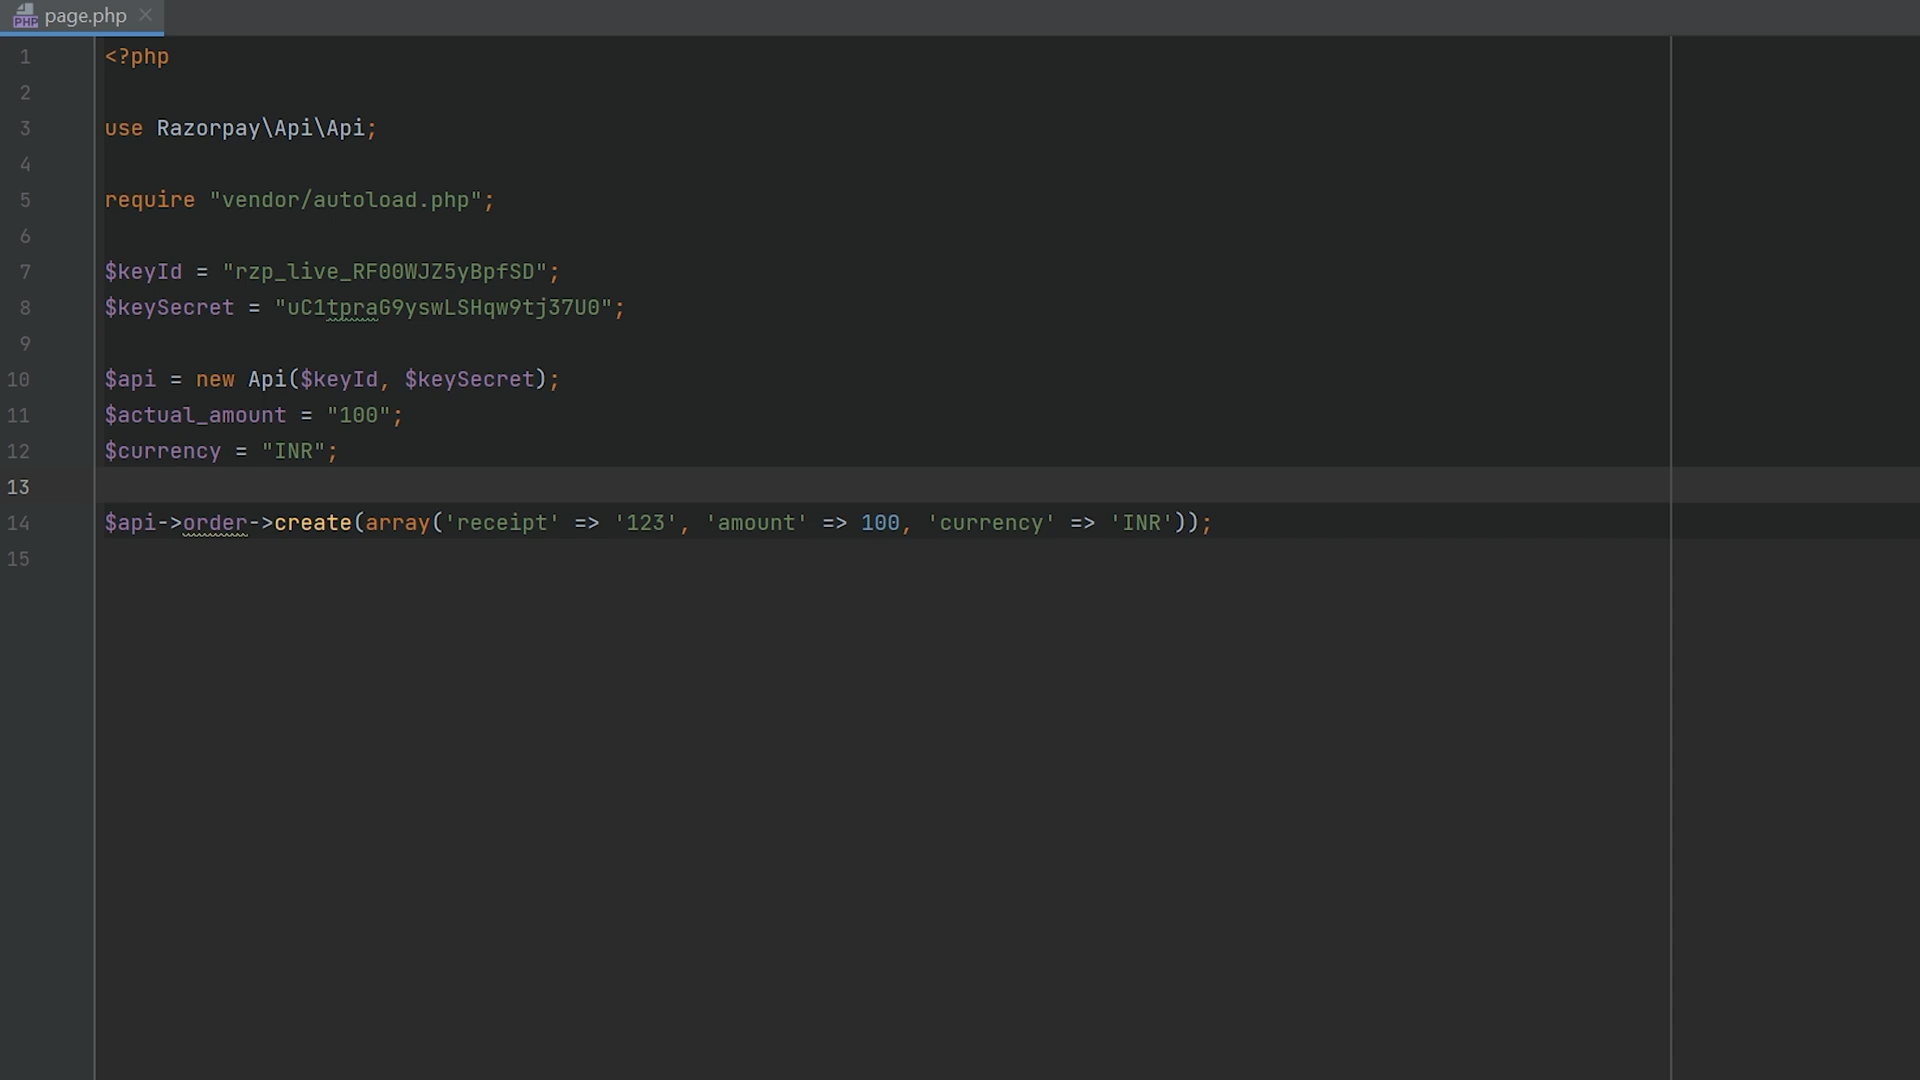 page.php
1 <?php
2
3 use Razorpay\Api\Api;
4
5 require "vendor/autoload.php";
6
7 $keyId = "rzp_live_RF00WJZ5yBpfSD";
8 $keySecret = "uC1tpraG9yswLSHqw9tj37U0";
9
10 $api = new Api($keyId, $keySecret);
11 $actual_amount = "100";
12 $currency = "INR";
13
14 $api->order->create(array('receipt' => '123', 'amount' => 100, 'currency' => 'INR'));
15